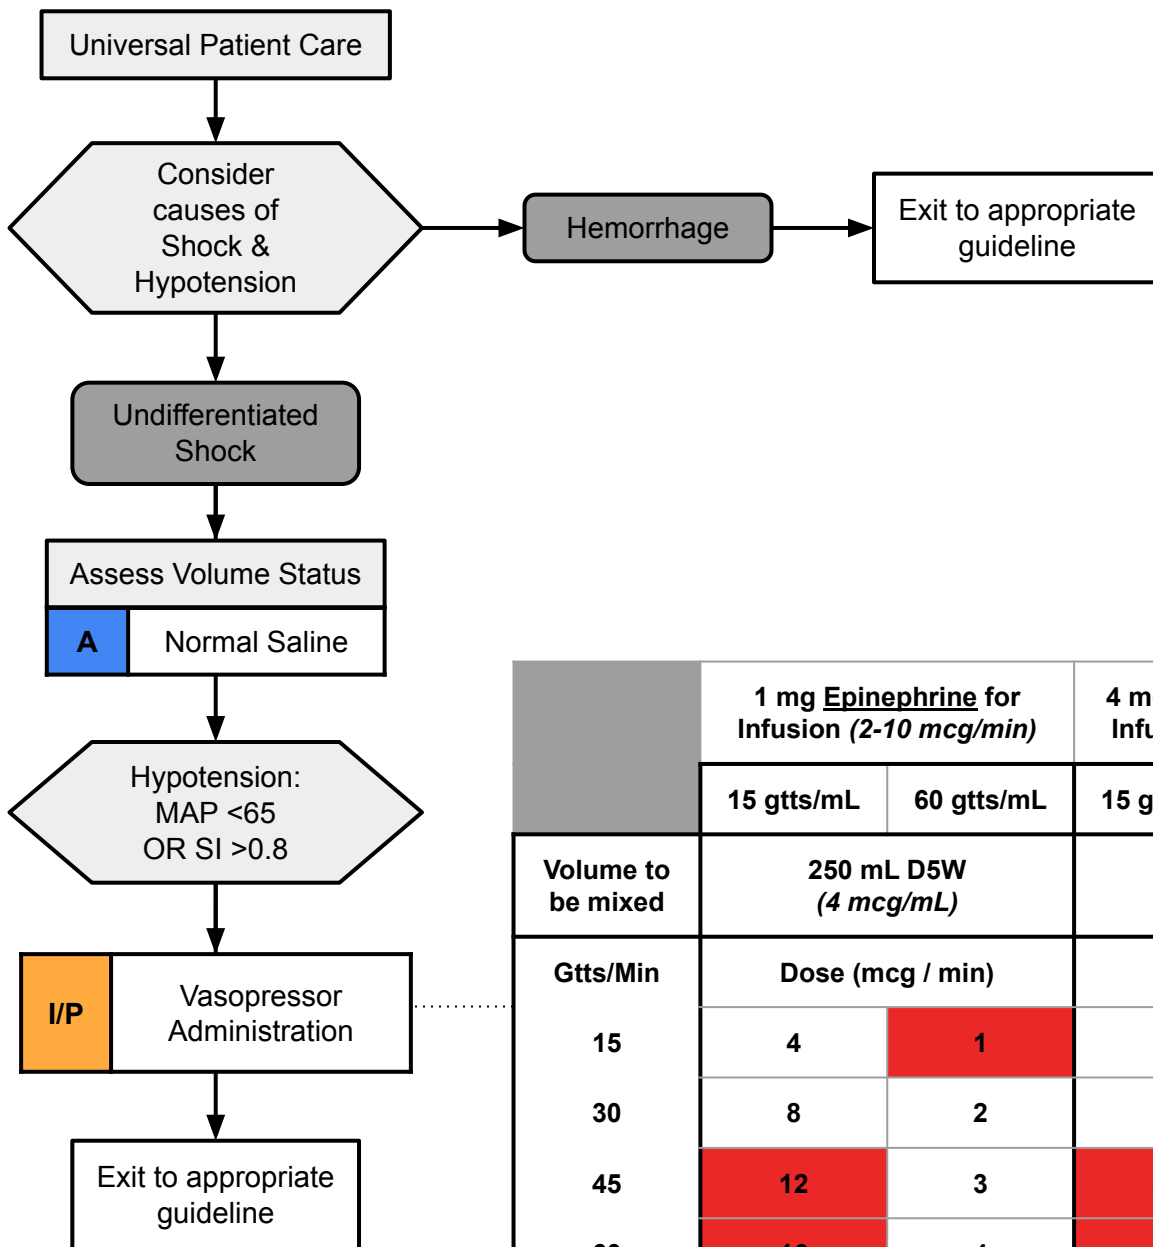 Universal Patient Care
Consider
causes of
Shock &
Hypotension
Hemorrhage
Exit to appropriate
guideline
Undifferentiated
Shock
Assess Volume Status
A
Normal Saline
Hypotension:
MAP <65
OR SI >0.8
I/P
Vasopressor
Administration
Exit to appropriate
guideline
1 mg Epinephrine for
Infusion (2-10 mcg/min)
4 m
Infu
15 gtts/mL
60 gtts/mL
15 g
Volume to
be mixed
250 mL D5W
(4 mcg/mL)
Gtts/Min
Dose (mcg / min)
15
4
1
30
8
2
45
12
3